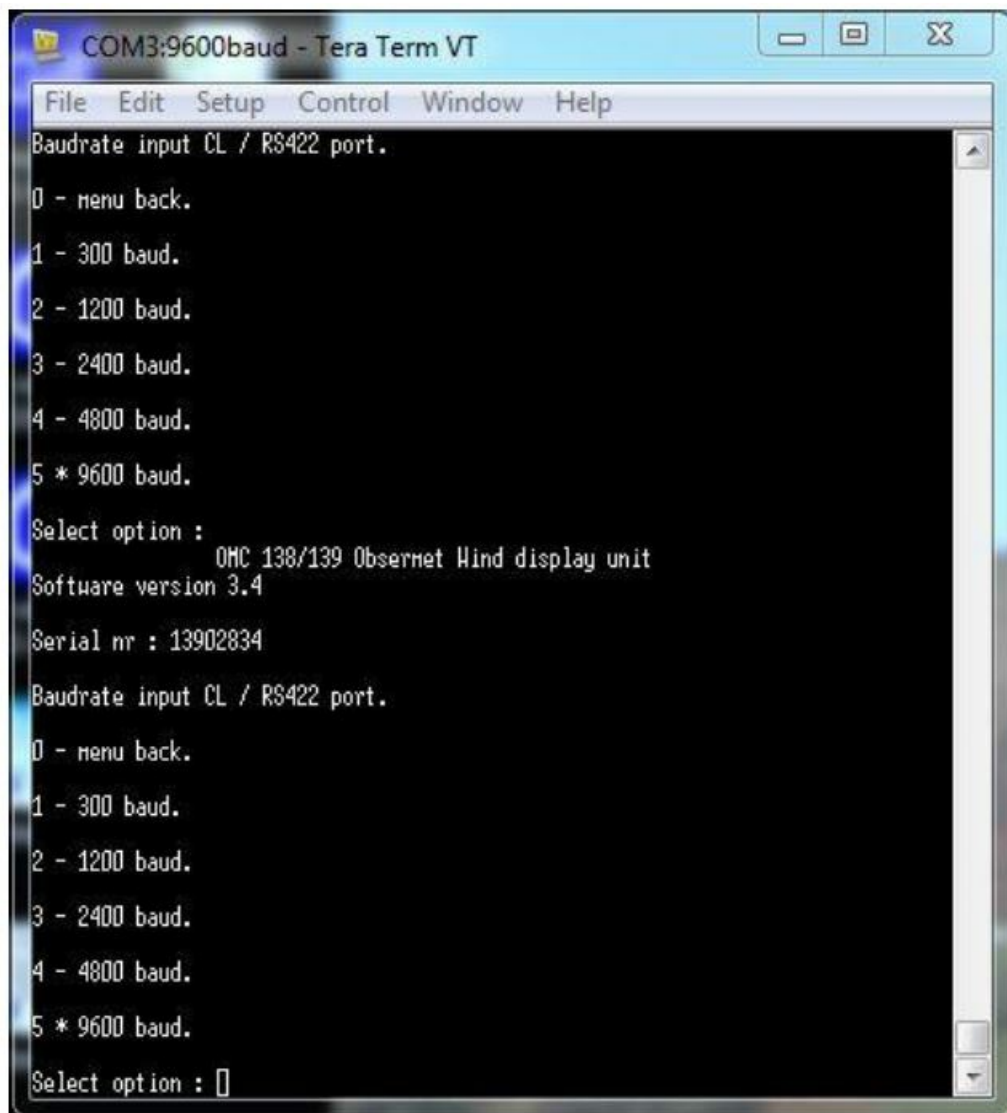 COM3:9600baud - Tera Term VT
File Edit Setup Control Window Help
Baudrate input CL / RS422 port.
0 - menu back.
1 - 300 baud.
2 - 1200 baud.
3 - 2400 baud.
4 - 4800 baud.
5 * 9600 baud.
Select option :
OMC 138/139 Obsermet Wind display unit
Software version 3.4
Serial nr : 13902834
Baudrate input CL / RS422 port.
0 - menu back.
1 - 300 baud.
2 - 1200 baud.
3 - 2400 baud.
4 - 4800 baud.
5 * 9600 baud.
Select option :